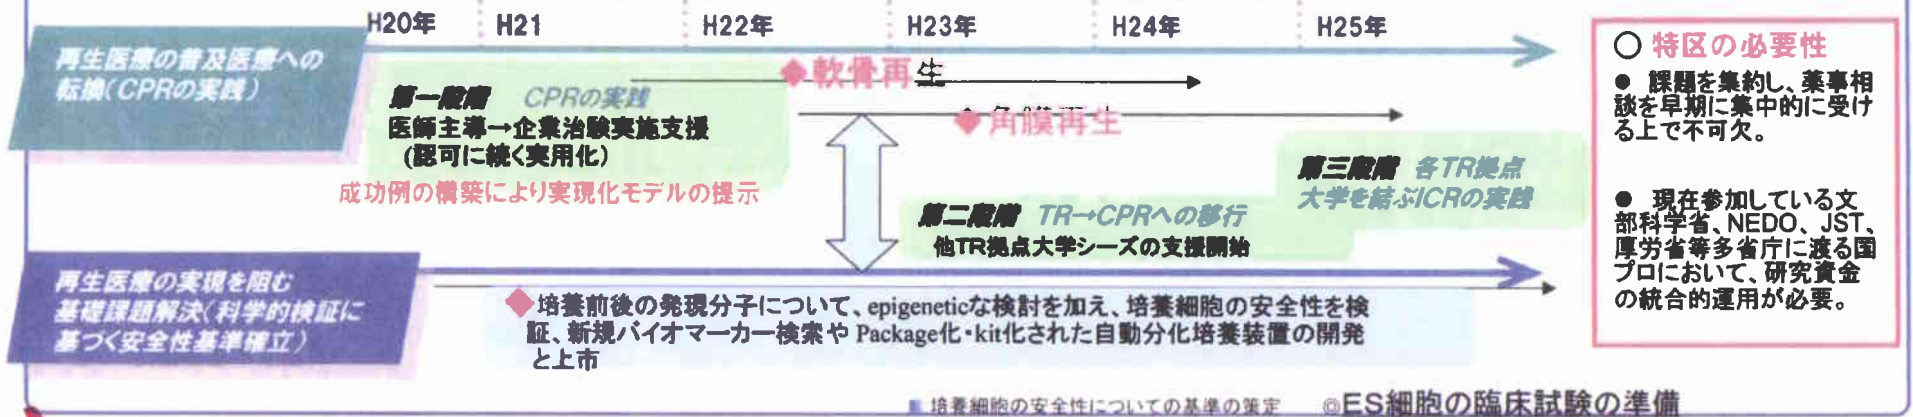 H20年 H21 H22年 H23年 H24年 H25年
再生医療の普及医療への
転換(CPRの実践)
◆軟骨再生
◆角膜再生
第一段階 CPRの実践
医師主導→企業治験実施支援
(認可に続く実用化)
成功例の構築により実現化モデルの提示
第二段階 TR→CPRへの移行
他TR拠点大学シーズの支援開始
第三段階 各TR拠点
大学を結ぶICRの実践
再生医療の実現を阻む
基礎課題解決(科学的検証に
基づく安全性基準確立)
◆培養前後の発現分子について、epigeneticな検討を加え、培養細胞の安全性を検
証、新規バイオマーカー検索や Package化・kit化された自動分化培養装置の開発
と上市
■ 培養細胞の安全性についての基準の策定 ◎ES細胞の臨床試験の準備
○ 特区の必要性
● 課題を集約し、薬事相
談を早期に集中的に受け
る上で不可欠。
● 現在参加している文
部科学省、NEDO、JST、
厚労省等多省庁に渡る国
プロにおいて、研究資金
の統合的運用が必要。